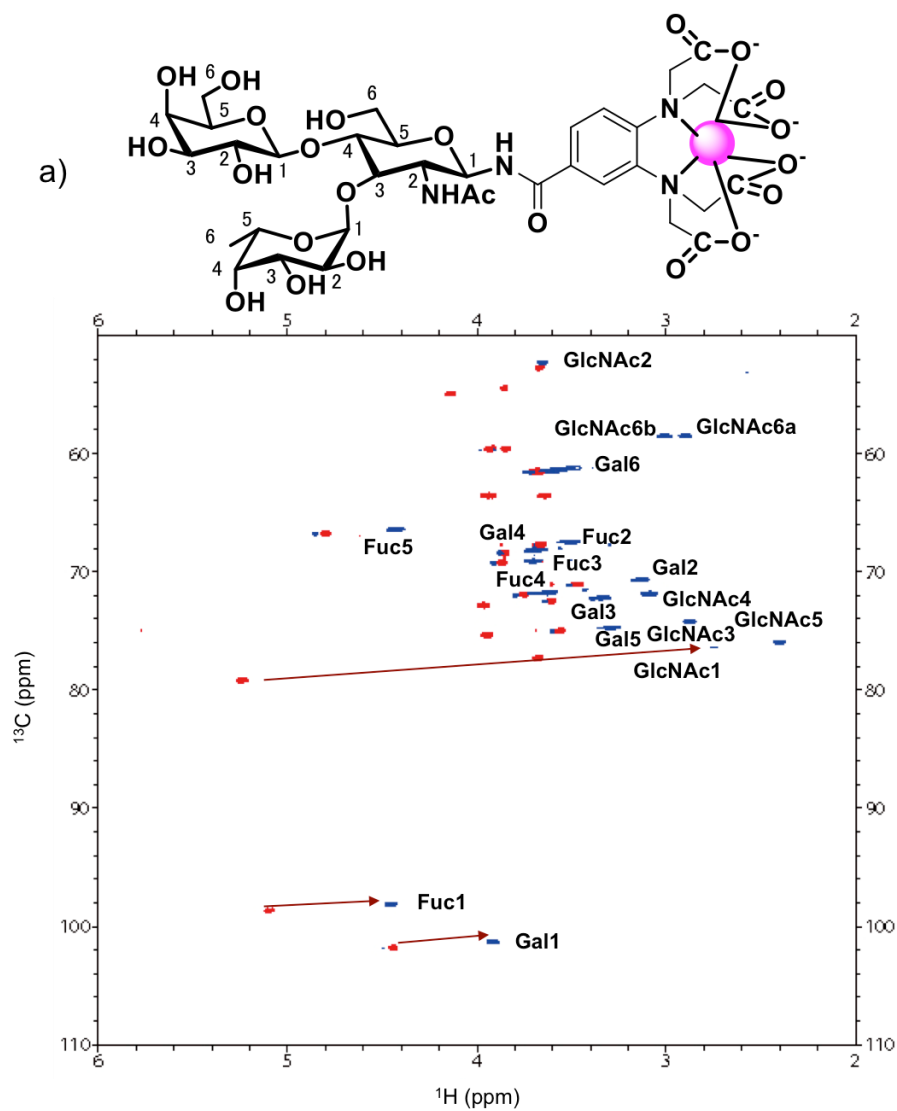 a)
OH
6
OH
4
5
O
HO
3
2
OH
1
O
6
HO
5
O
4
3
2
1
H
N
NHAc
O
O
5
6
O
1
4
3
2
OH
OH
HO
OH
N
N
O
C
O-
O
C
O-
O-
C
O
O
C
O-
6 5 4 3 2
GlcNAc2
GlcNAc6b
GlcNAc6a
60
Gal6
Fuc5
Gal4
Fuc2
Fuc3
Fuc4
Gal2
70
70
GlcNAc4
Gal3
GlcNAc5
Gal5
GlcNAc3
GlcNAc1
80
80
90
90
Fuc1
100
100
Gal1
110
110
6 5 4 3 2
13C (ppm)
1H (ppm)